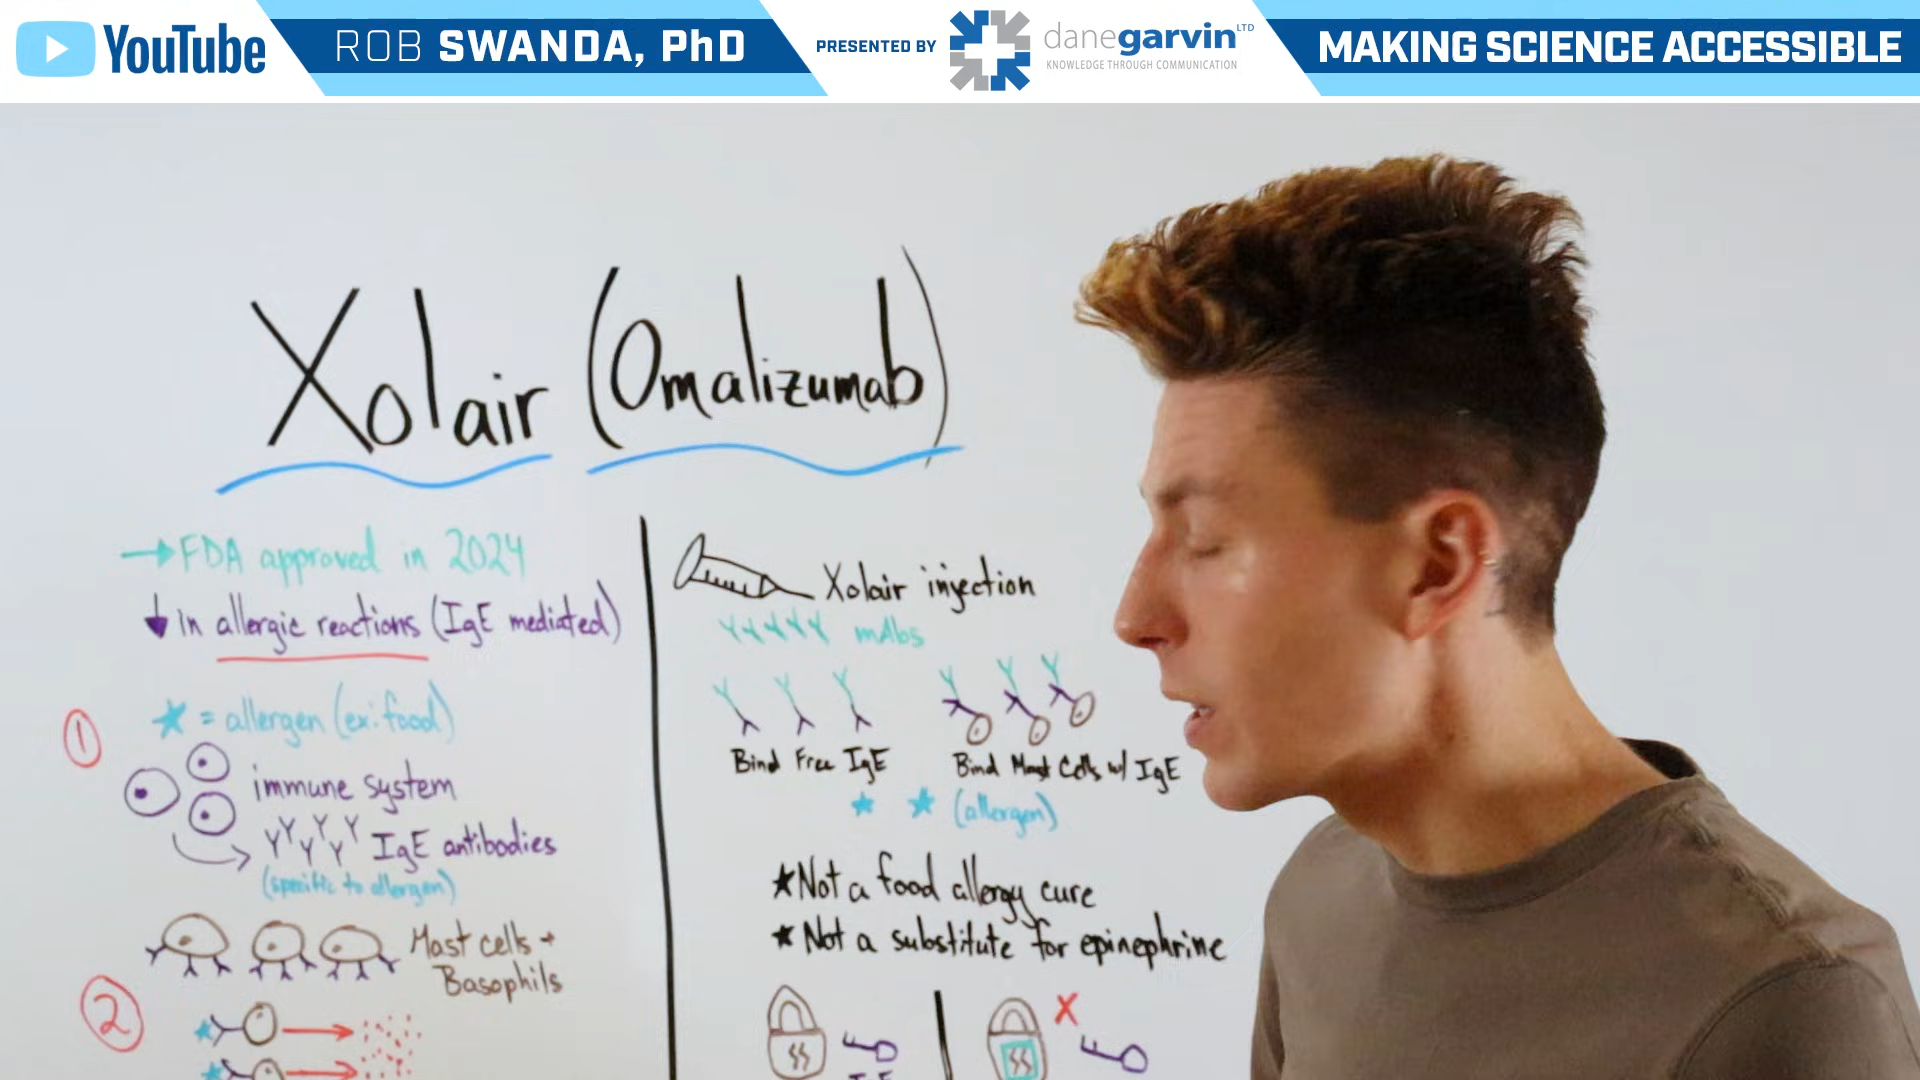 YouTube
ROB SWANDA, PhD
PRESENTED BY
danegarvin LTD
KNOWLEDGE THROUGH COMMUNICATION
MAKING SCIENCE ACCESSIBLE
Xolair (Omalizumab)
→ FDA approved in 2024
↓ in allergic reactions (IgE mediated)
① ★ = allergen (ex: food)
immune system
IgE antibodies
(specific to allergen)
Mast cells +
Basophils
②
Xolair injection
mAbs
Bind Free IgE
Bind Mast Cells w/ IgE
(allergen)
★ Not a food allergy cure
★ Not a substitute for epinephrine
X